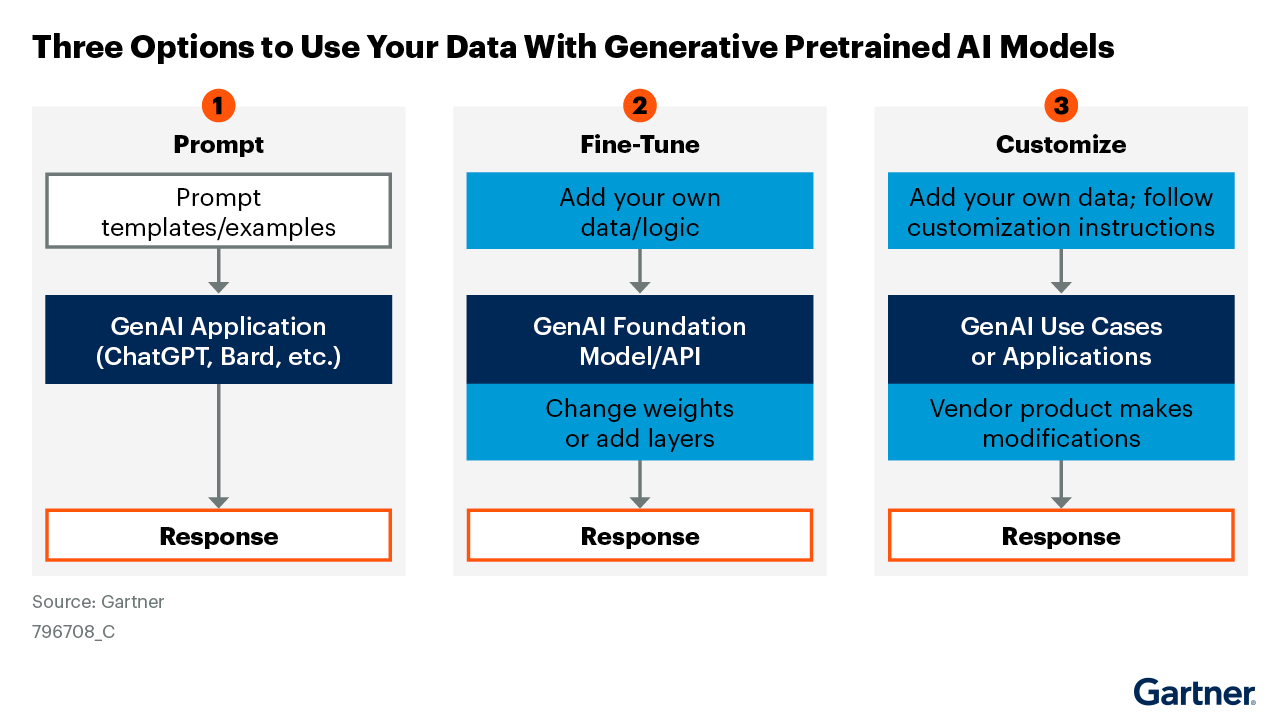 Three Options to Use Your Data With Generative Pretrained AI Models
1
Prompt
Prompt
templates/examples
GenAI Application
(ChatGPT, Bard, etc.)
Response
2
Fine-Tune
Add your own
data/logic
GenAI Foundation
Model/API
Change weights
or add layers
Response
3
Customize
Add your own data; follow
customization instructions
GenAI Use Cases
or Applications
Vendor product makes
modifications
Response
Source: Gartner
796708_C
Gartner®